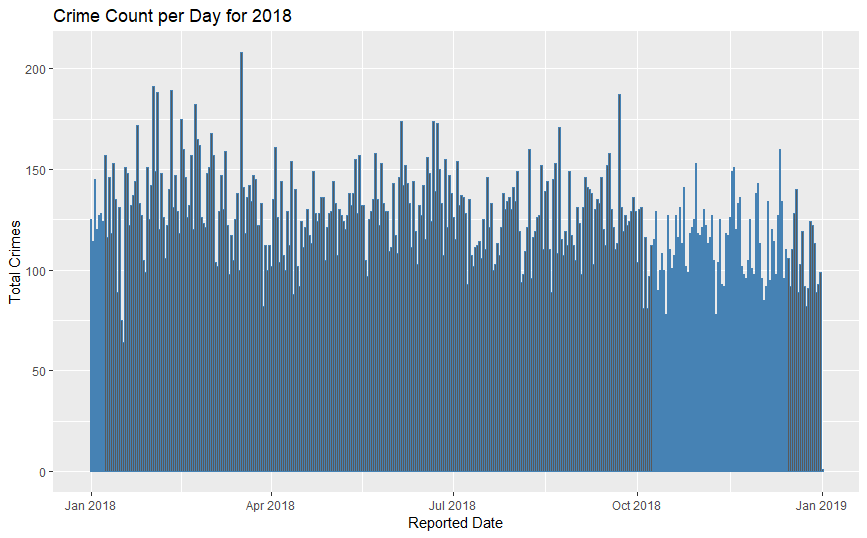 Crime Count per Day for 2018
Total Crimes
200
150
100
50
0
Jan 2018
Apr 2018
Jul 2018
Oct 2018
Jan 2019
Reported Date